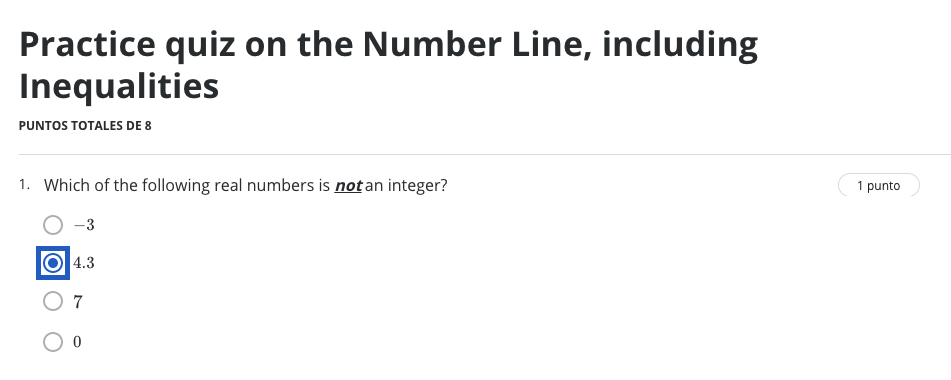 Practice quiz on the Number Line, including
Inequalities
PUNTOS TOTALES DE 8
1. Which of the following real numbers is not an integer?
1 punto
−3
4.3
7
0